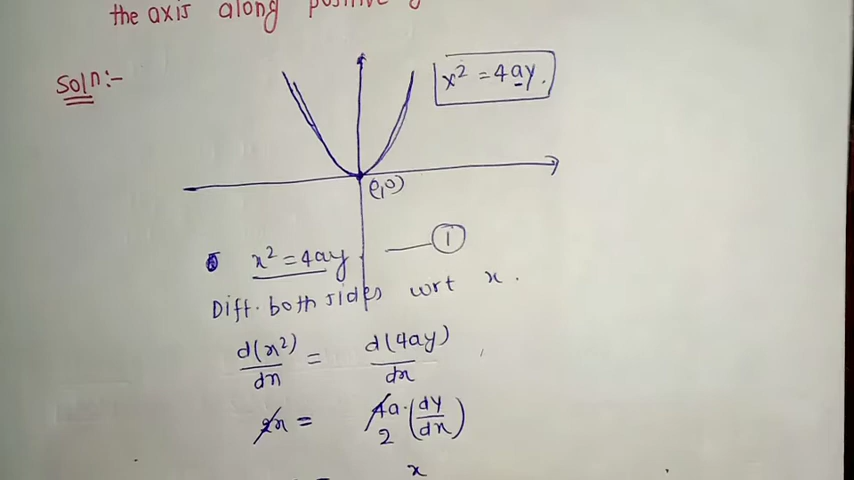 the axis along positive
Soln:-
x² = 4ay.
(0,0)
x² = 4ay ①
Diff. both sides wrt x.
d(x²)/dx = d(4ay)/dx
2x = 4a. (dy/dx)
2
x